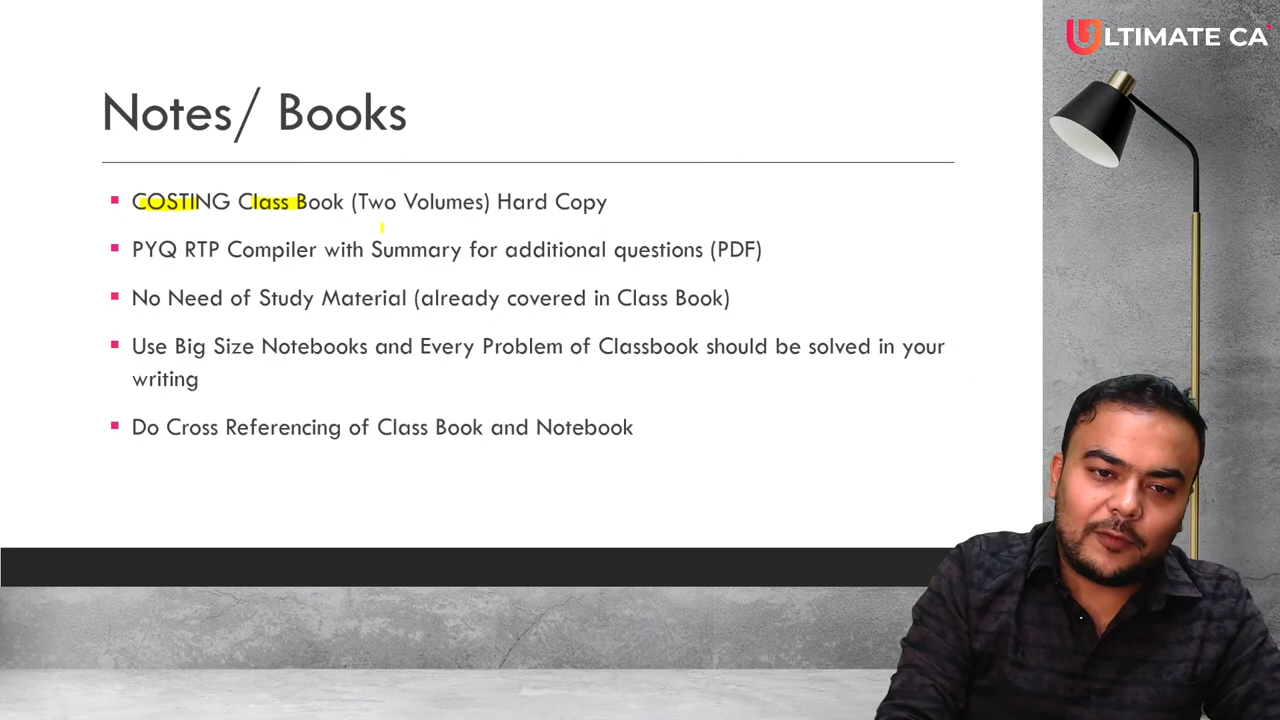 ULTIMATE CA
Notes/ Books
COSTING Class Book (Two Volumes) Hard Copy
PYQ RTP Compiler with Summary for additional questions (PDF)
No Need of Study Material (already covered in Class Book)
Use Big Size Notebooks and Every Problem of Classbook should be solved in your
writing
Do Cross Referencing of Class Book and Notebook